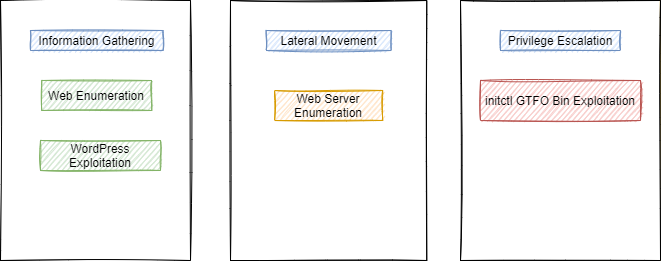 Information Gathering
Web Enumeration
WordPress
Exploitation
Lateral Movement
Web Server
Enumeration
Privilege Escalation
initctl GTFO Bin Exploitation